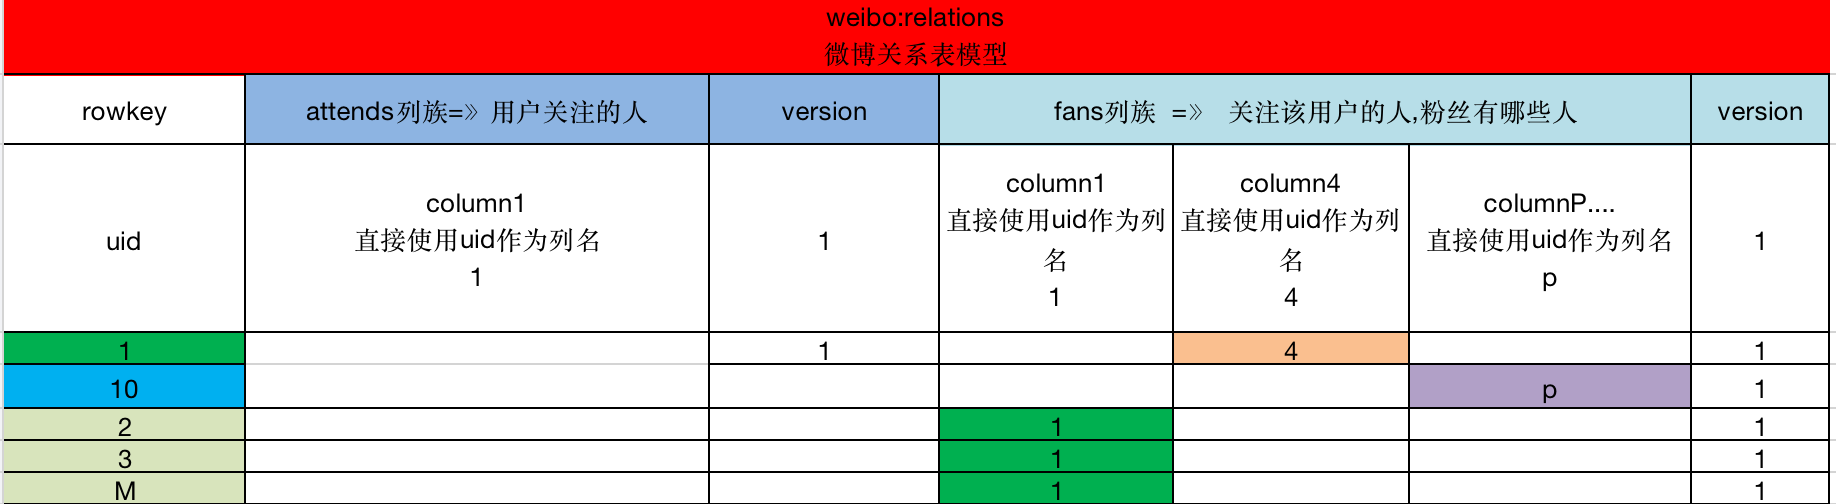 weibo:relations
微博关系表模型
rowkey
attends列族=》用户关注的人
version
fans列族 =》 关注该用户的人,粉丝有哪些人
version
uid
column1
直接使用uid作为列名
1
1
column1
直接使用uid作为列
名
1
column4
直接使用uid作为列
名
4
columnP....
直接使用uid作为列名
p
1
1
1
4
1
10
p
1
2
1
1
3
1
1
M
1
1